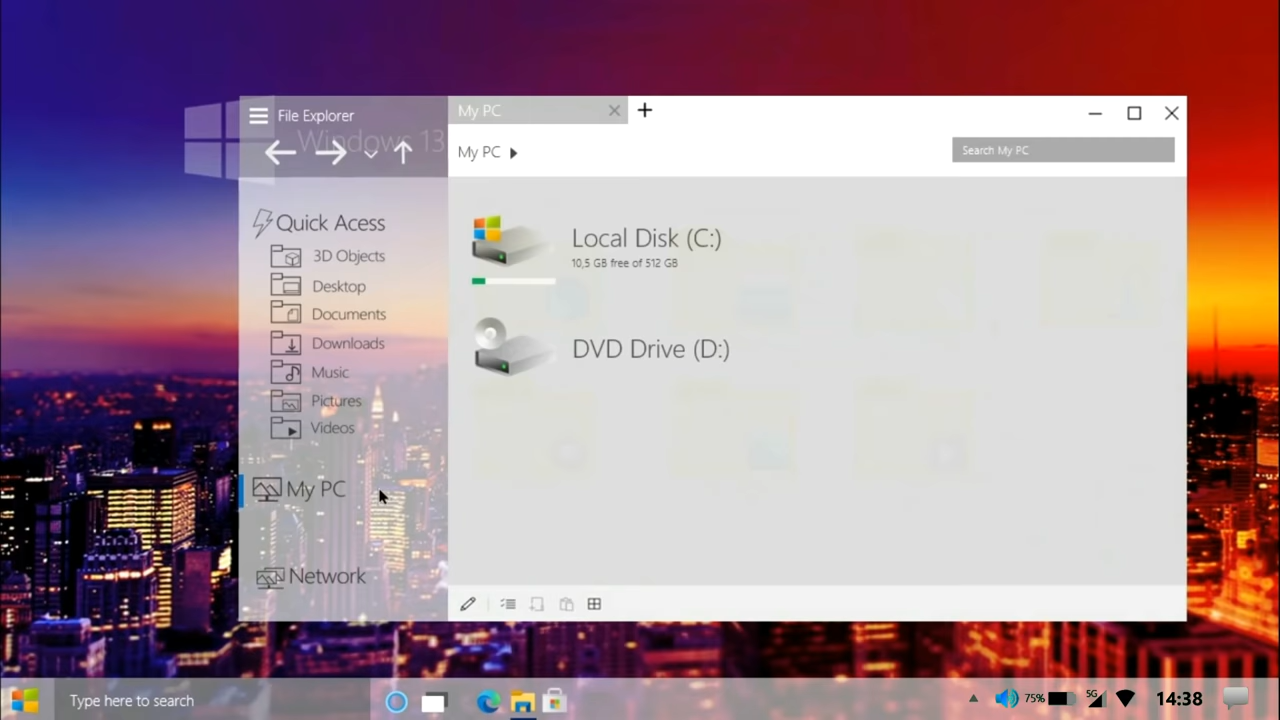 File Explorer
Windows 13
My PC
My PC
Search My PC
Quick Acess
3D Objects
Desktop
Documents
Downloads
Music
Pictures
Videos
My PC
Network
Local Disk (C:)
10,5 GB free of 512 GB
DVD Drive (D:)
Type here to search
75%
5G
14:38